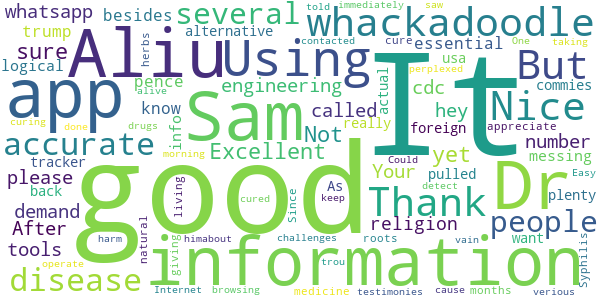 whatsapp
besides
several
told
immediately
saw
herbs
whackadoodle
trump
sure
alternative
contacted
cure
One
taking
logical
Aliu
Using
essential
usa
perplexed
commies
pence
But
app
alive
curing
done
drugs
engineering
cdc
actual
know
hey
Nice
Sam
info
called
foreign
appreciate
accurate
Not
really
number
It
Excellent
Your
yet
messing
morning
Could
tracker
please
back
good
cured
As
Thank
pulled
detect
Easy
Dr
plenty
demand
After
living
Since
keep
religion
people
tools
natural
giving
himabout
want
vain
Syphilis
harm
challenges
roots
trou
disease
operate
Internet
browsing
information
medicine
testimonies
cause
months
verious